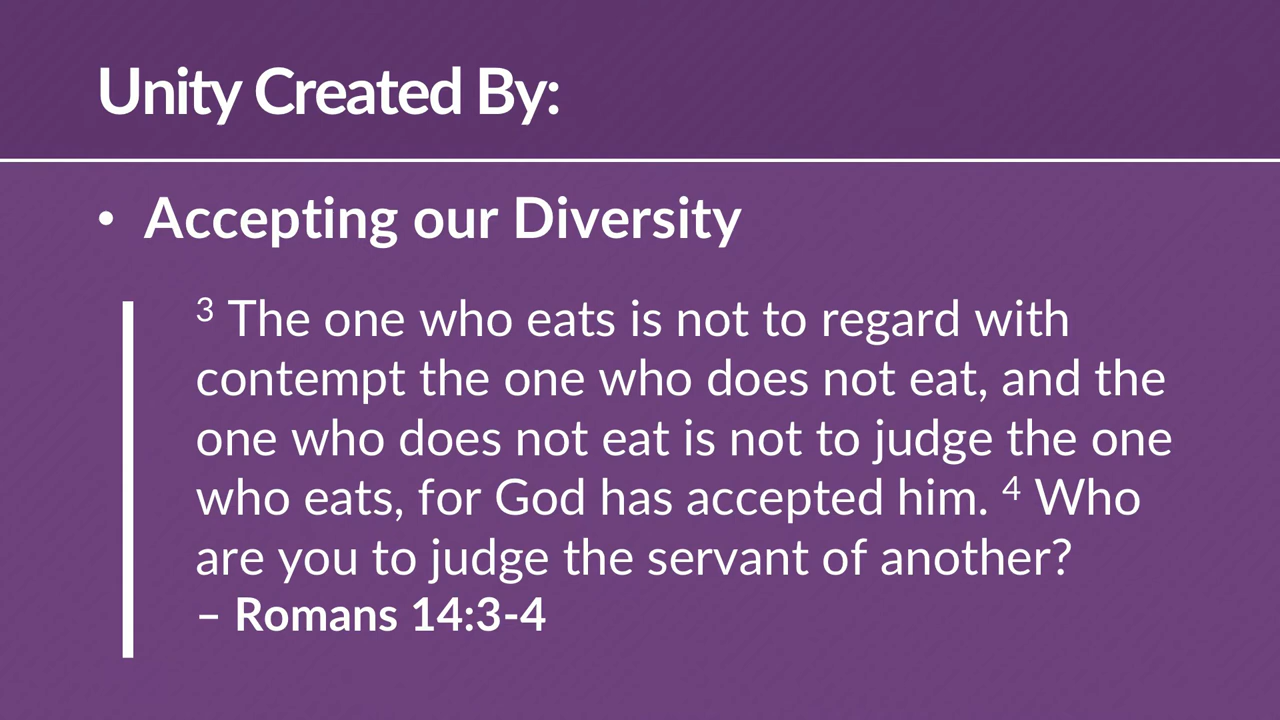 Unity Created By:
• Accepting our Diversity
³ The one who eats is not to regard with
contempt the one who does not eat, and the
one who does not eat is not to judge the one
who eats, for God has accepted him. ⁴ Who
are you to judge the servant of another?
– Romans 14:3-4